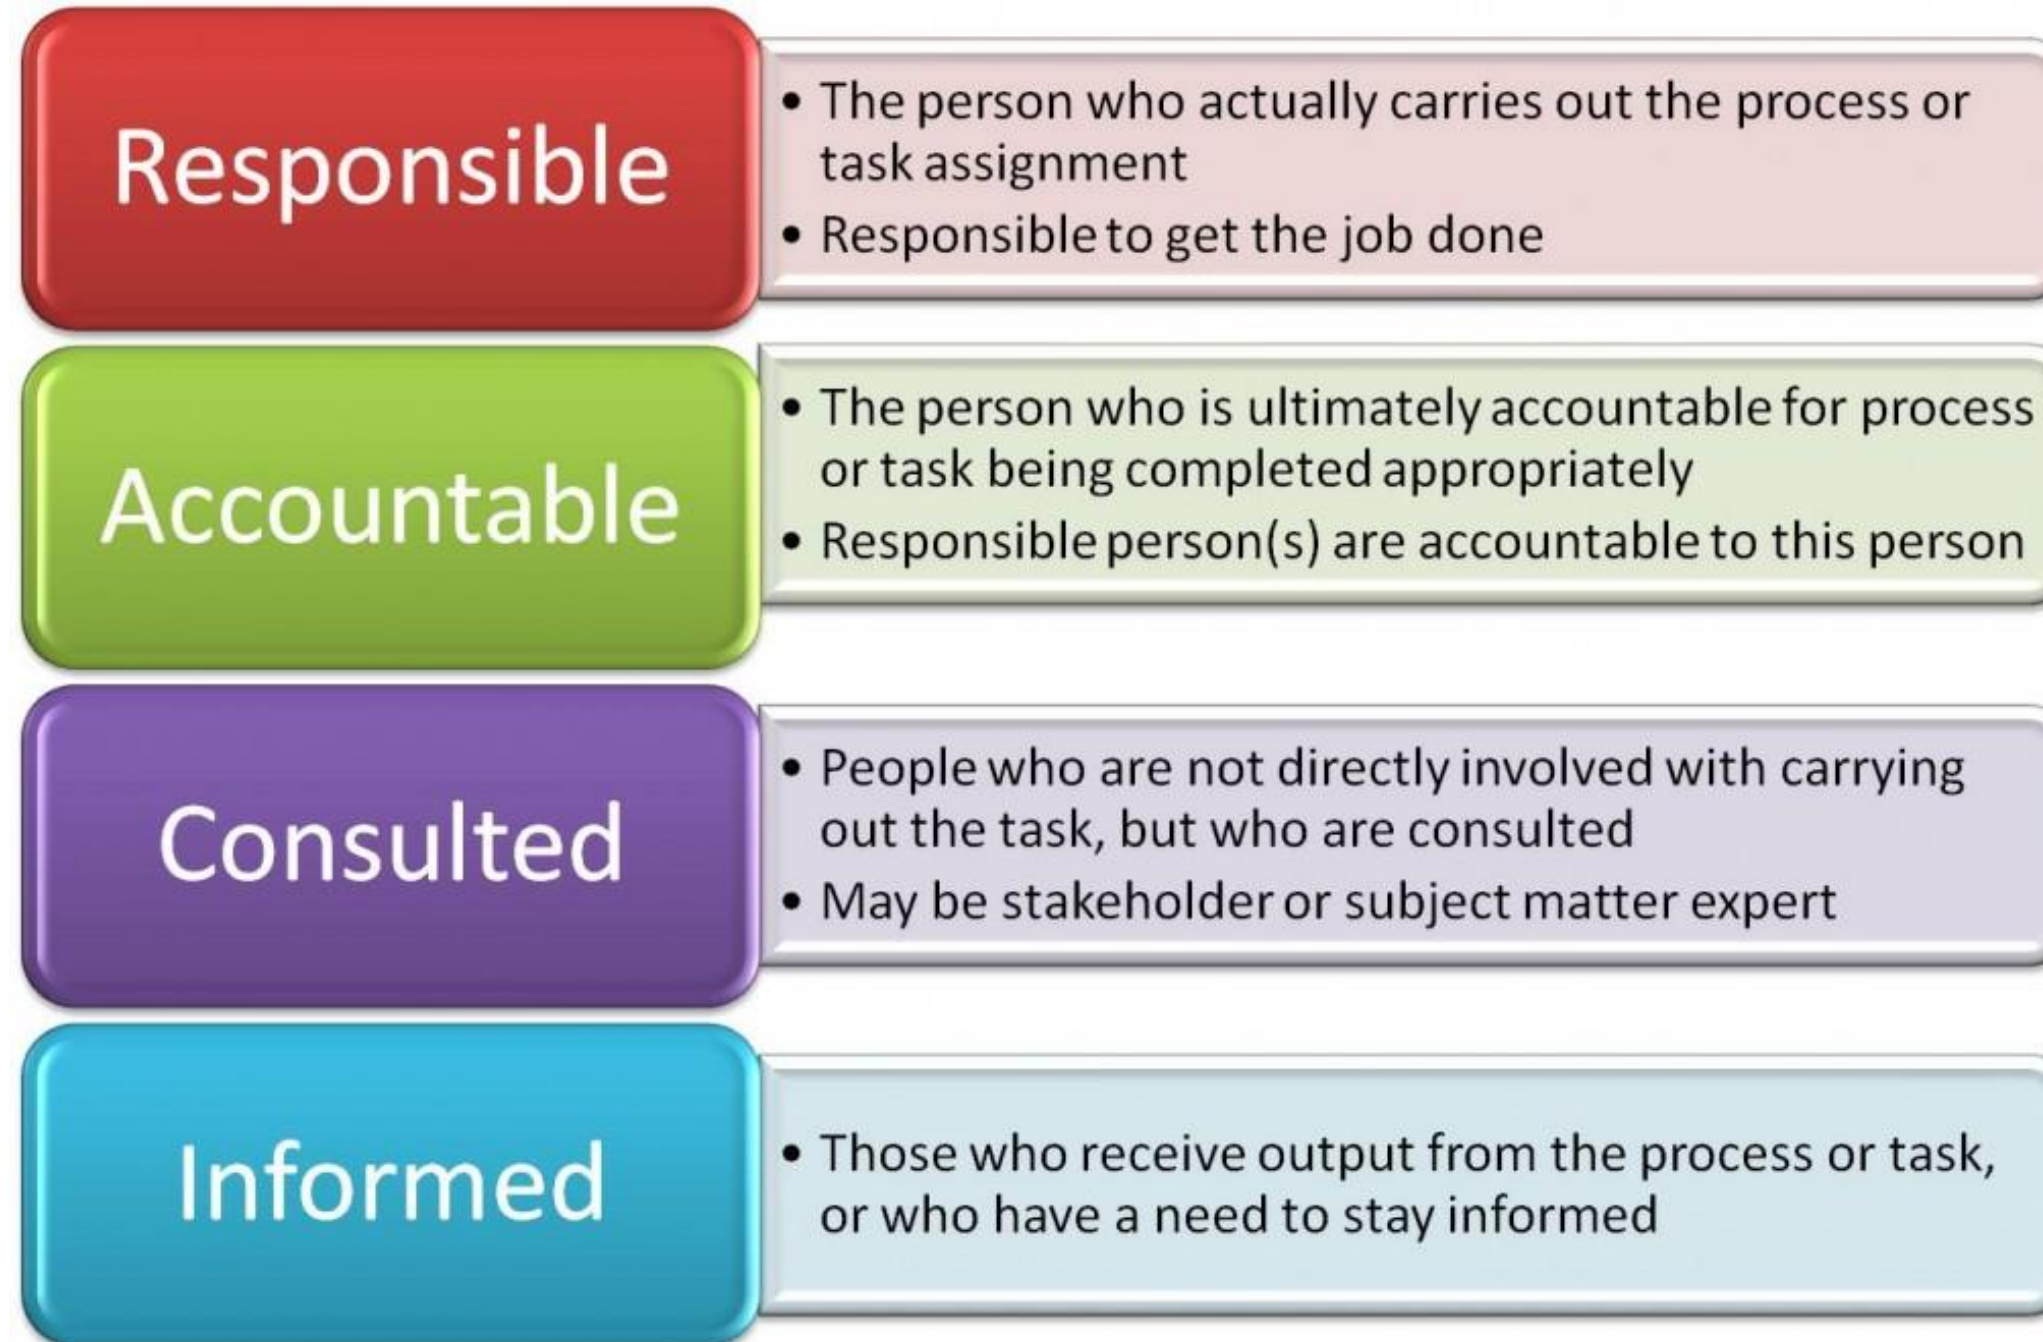 Responsible
• The person who actually carries out the process or
task assignment
• Responsible to get the job done
Accountable
• The person who is ultimately accountable for process
or task being completed appropriately
• Responsible person(s) are accountable to this person
Consulted
• People who are not directly involved with carrying
out the task, but who are consulted
• May be stakeholder or subject matter expert
Informed
• Those who receive output from the process or task,
or who have a need to stay informed